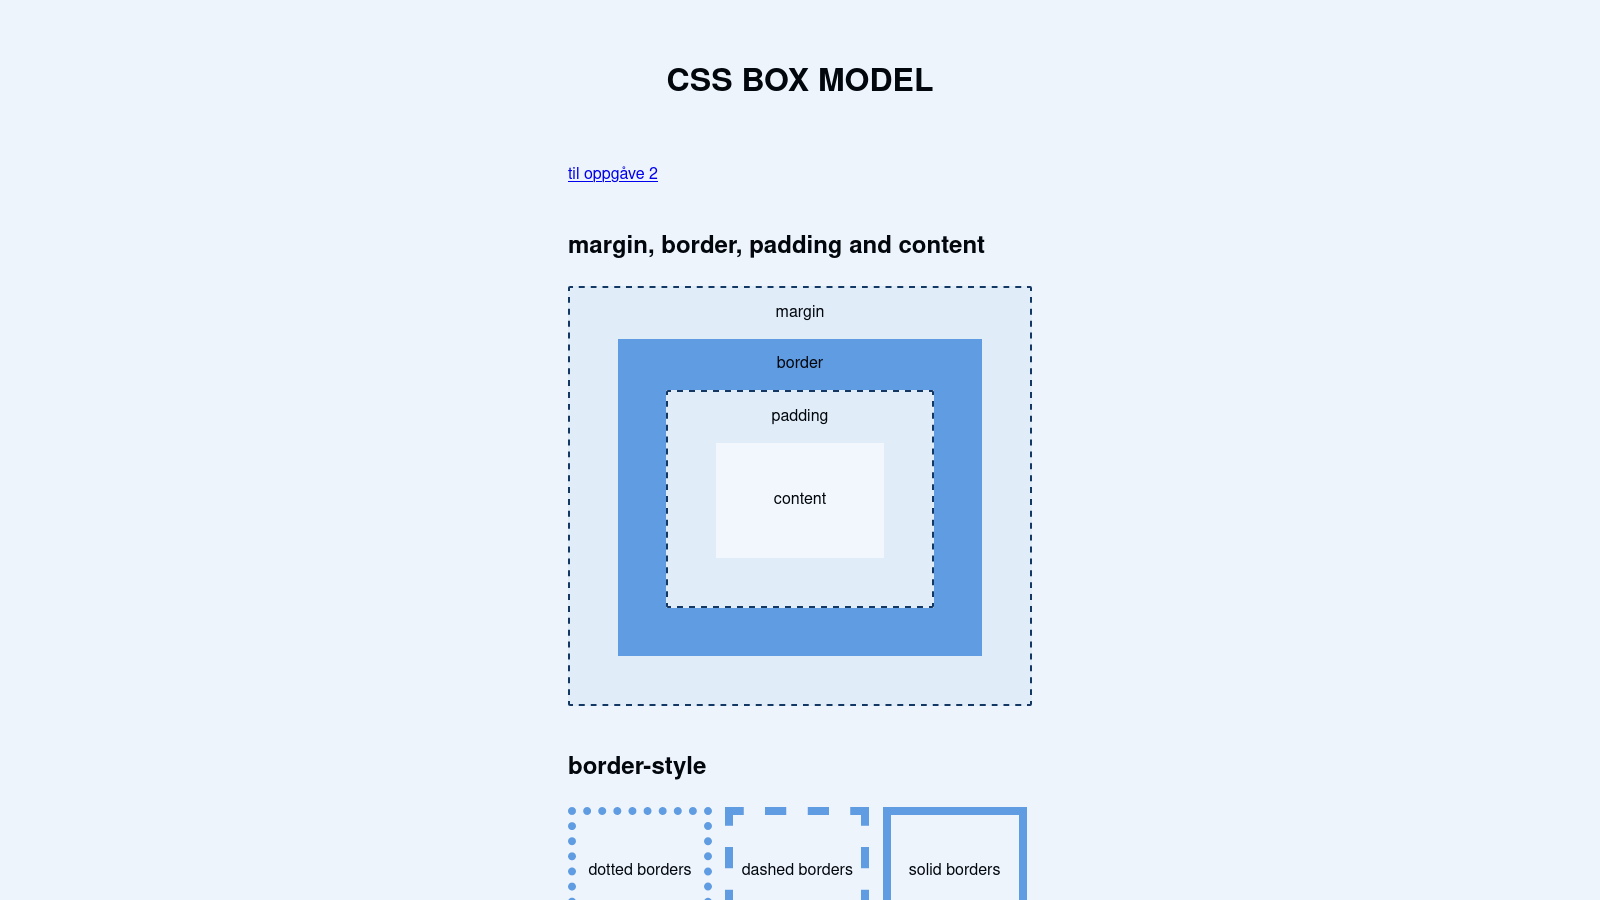 CSS BOX MODEL
til oppgåve 2
margin, border, padding and content
margin
border
padding
content
border-style
dotted borders
dashed borders
solid borders